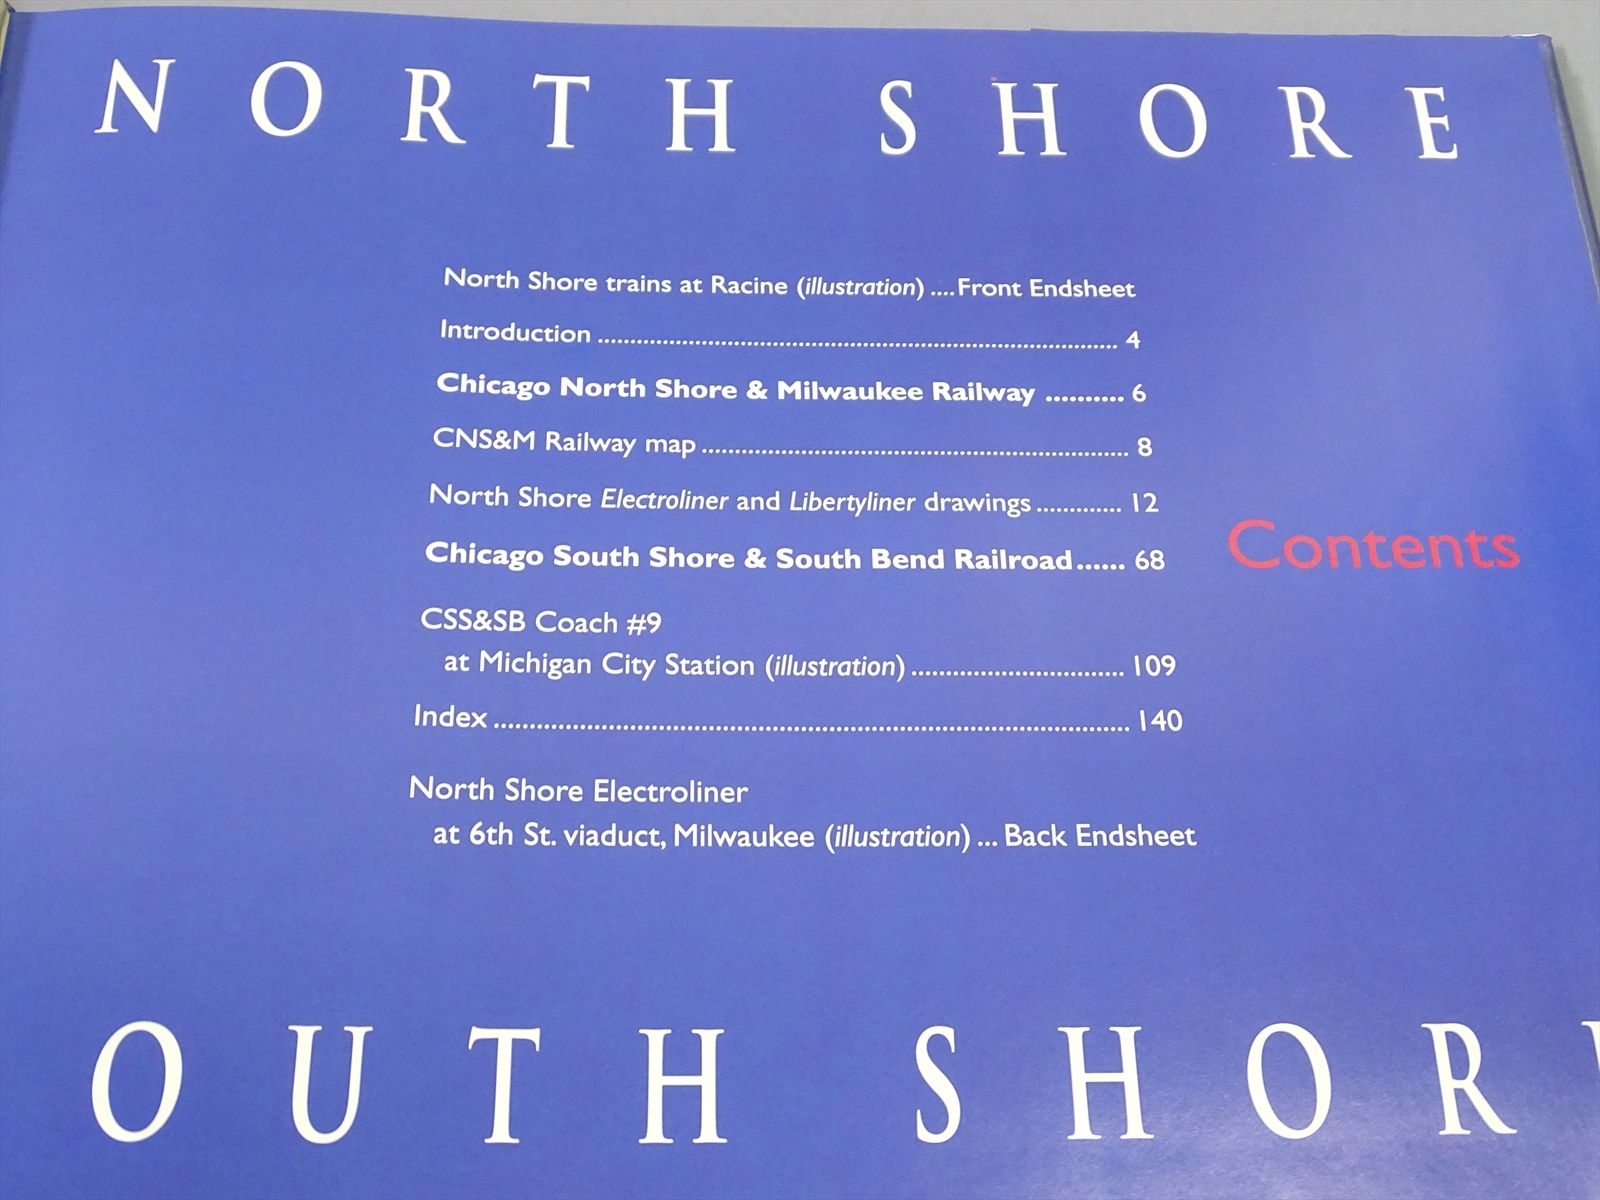 NORTH SHORE
North Shore trains at Racine (illustration) .... Front Endsheet
Introduction ................................................................................ 4
Chicago North Shore & Milwaukee Railway .......... 6
CNS&M Railway map ................................................................ 8
North Shore Electroliner and Libertyliner drawings ............. 12
Contents
Chicago South Shore & South Bend Railroad ...... 68
CSS&SB Coach #9
at Michigan City Station (illustration) ............................... 109
Index .......................................................................................... 140
North Shore Electroliner
at 6th St. viaduct, Milwaukee (illustration) ... Back Endsheet
OUTH SHOR